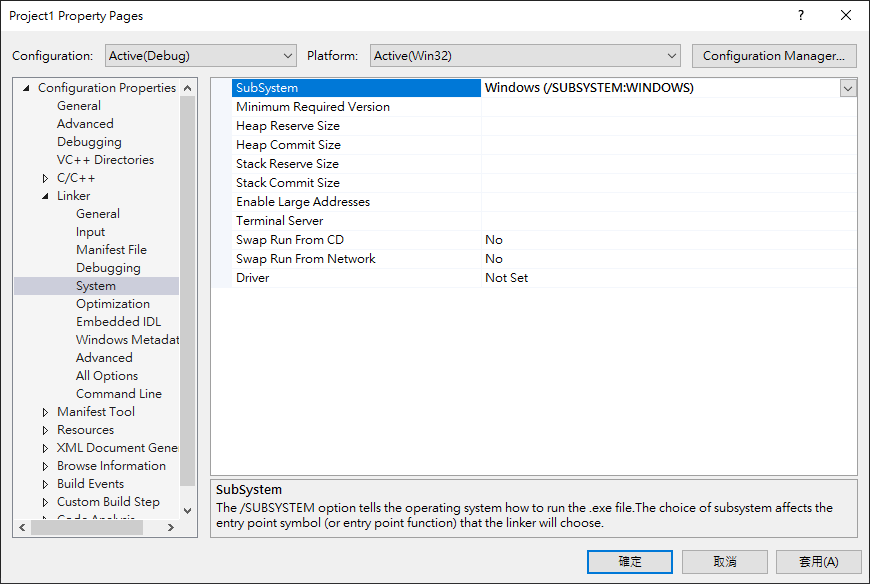 Project1 Property Pages
?
Configuration: Active(Debug) Platform: Active(Win32) Configuration Manager...
Configuration Properties
General
Advanced
Debugging
VC++ Directories
C/C++
Linker
General
Input
Manifest File
Debugging
System
Optimization
Embedded IDL
Windows Metadat
Advanced
All Options
Command Line
Manifest Tool
Resources
XML Document Gene
Browse Information
Build Events
Custom Build Step
Code Analysis
SubSystem Windows (/SUBSYSTEM:WINDOWS)
Minimum Required Version
Heap Reserve Size
Heap Commit Size
Stack Reserve Size
Stack Commit Size
Enable Large Addresses
Terminal Server
Swap Run From CD No
Swap Run From Network No
Driver Not Set
SubSystem
The /SUBSYSTEM option tells the operating system how to run the .exe file.The choice of subsystem affects the
entry point symbol (or entry point function) that the linker will choose.
確定 取消 套用(A)